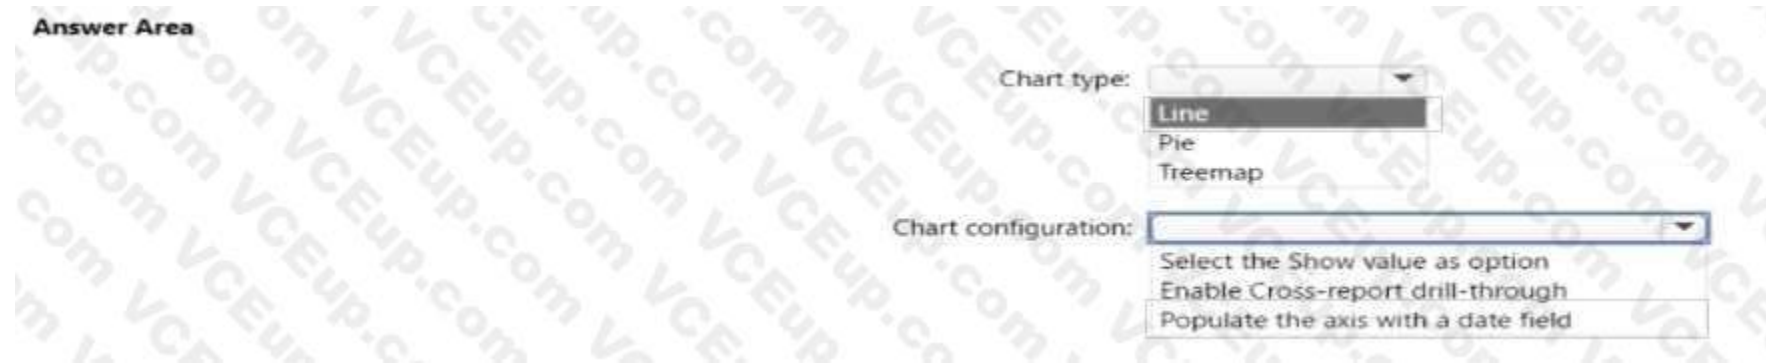 Answer Area
Chart type:
Line
Pie
Treemap
Chart configuration:
Select the Show value as option
Enable Cross-report drill-through
Populate the axis with a date field